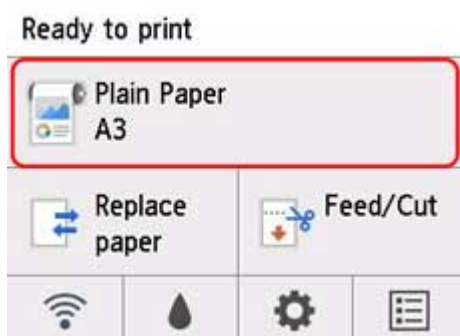 Ready to print
Plain Paper
A3
Replace
paper
Feed/Cut